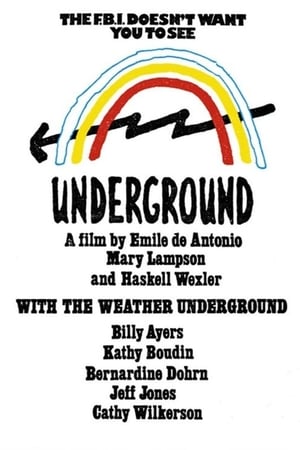 THE F.B.I. DOESN'T WANT
YOU TO SEE
UNDERGROUND
A film by Emile de Antonio
Mary Lampson
and Haskell Wexler
WITH THE WEATHER UNDERGROUND
Billy Ayers
Kathy Boudin
Bernardine Dohrn
Jeff Jones
Cathy Wilkerson